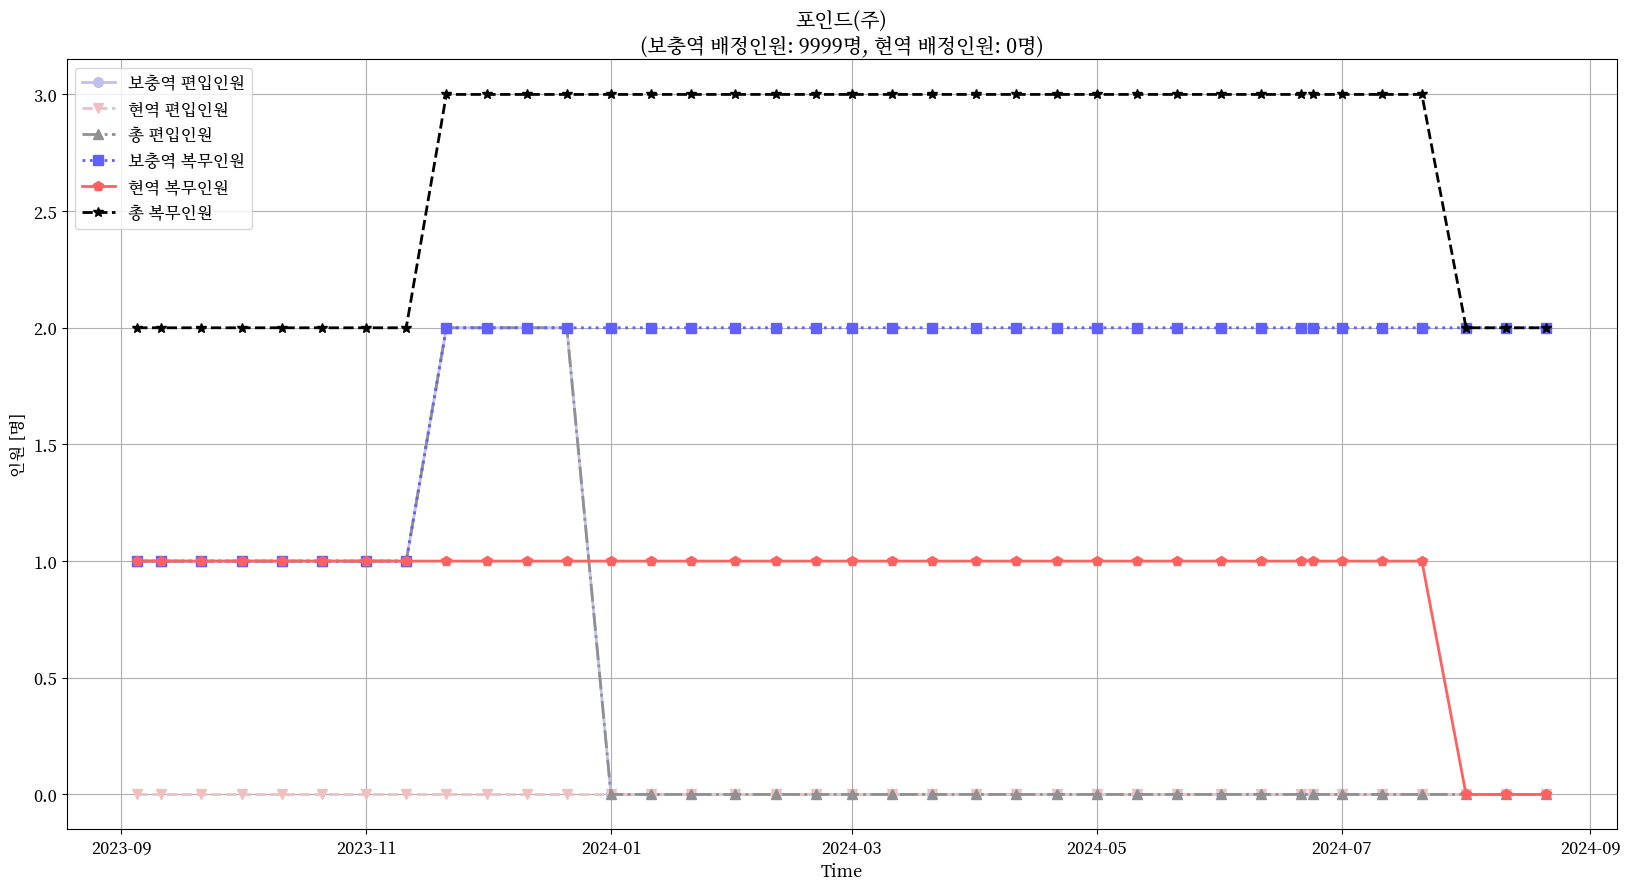 포인드(주)
(보충역 배정인원: 9999명, 현역 배정인원: 0명)
보충역 편입인원
현역 편입인원
총 편입인원
보충역 복무인원
현역 복무인원
총 복무인원
3.0
2.5
2.0
1.5
1.0
0.5
0.0
인원 [명]
2023-09
2023-11
2024-01
2024-03
2024-05
2024-07
2024-09
Time